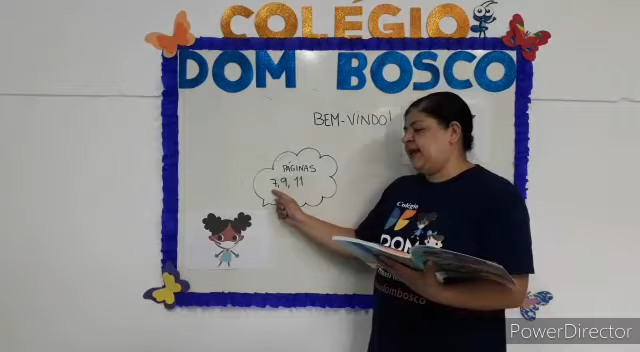 COLÉGIO
DOM BOSCO
BEM-VINDO!
PÁGINAS
7, 9, 11
Colégio
DOM
dombosco
PowerDirector